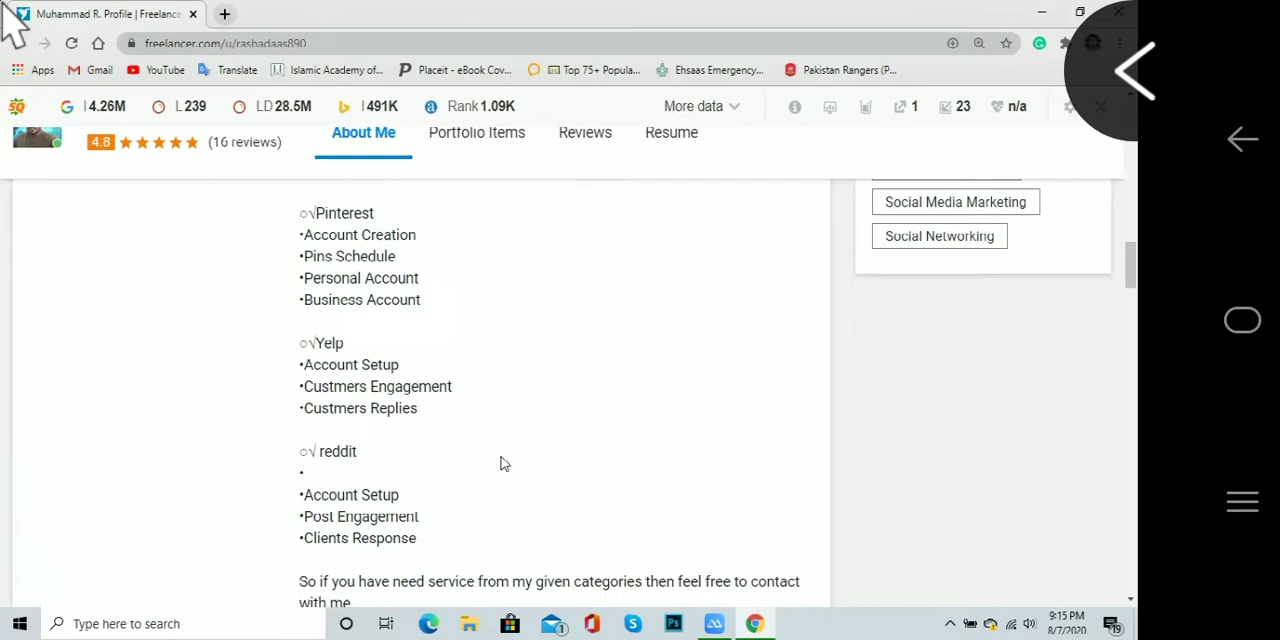 Muhammad R. Profile | Freelance
freelancer.com/u/rashadaas890
Apps Gmail YouTube Translate Islamic Academy of... Placeit - eBook Cov... Top 75+ Popula... Ehsaas Emergency... Pakistan Rangers (P...
SQ I 4.26M L 239 LD 28.5M I 491K Rank 1.09K More data 1 23 n/a
4.8 (16 reviews) About Me Portfolio Items Reviews Resume
Social Media Marketing
Social Networking
○√Pinterest
•Account Creation
•Pins Schedule
•Personal Account
•Business Account
○√Yelp
•Account Setup
•Custmers Engagement
•Custmers Replies
○√ reddit
•
•Account Setup
•Post Engagement
•Clients Response
So if you have need service from my given categories then feel free to contact
with me
Type here to search
9:15 PM
8/7/2020
19